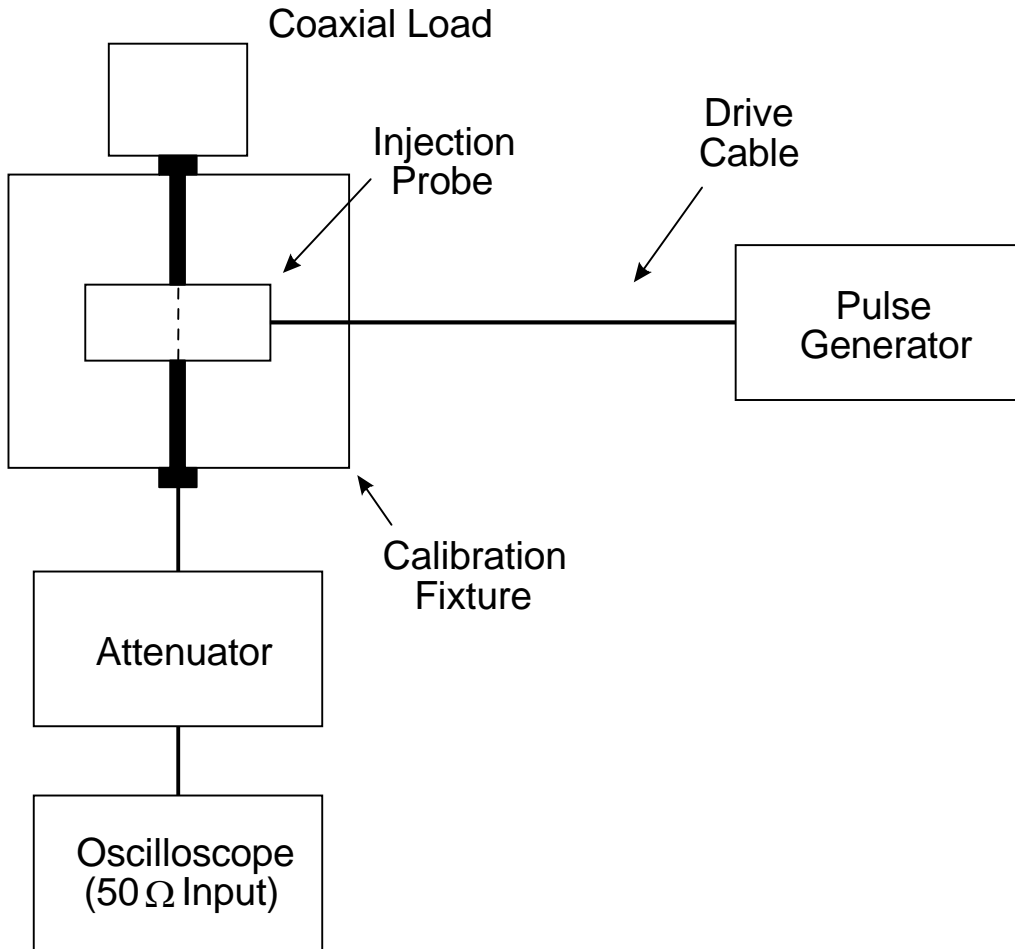 Coaxial Load
Injection
Probe
Drive
Cable
Pulse
Generator
Calibration
Fixture
Attenuator
Oscilloscope
(50 Ω Input)